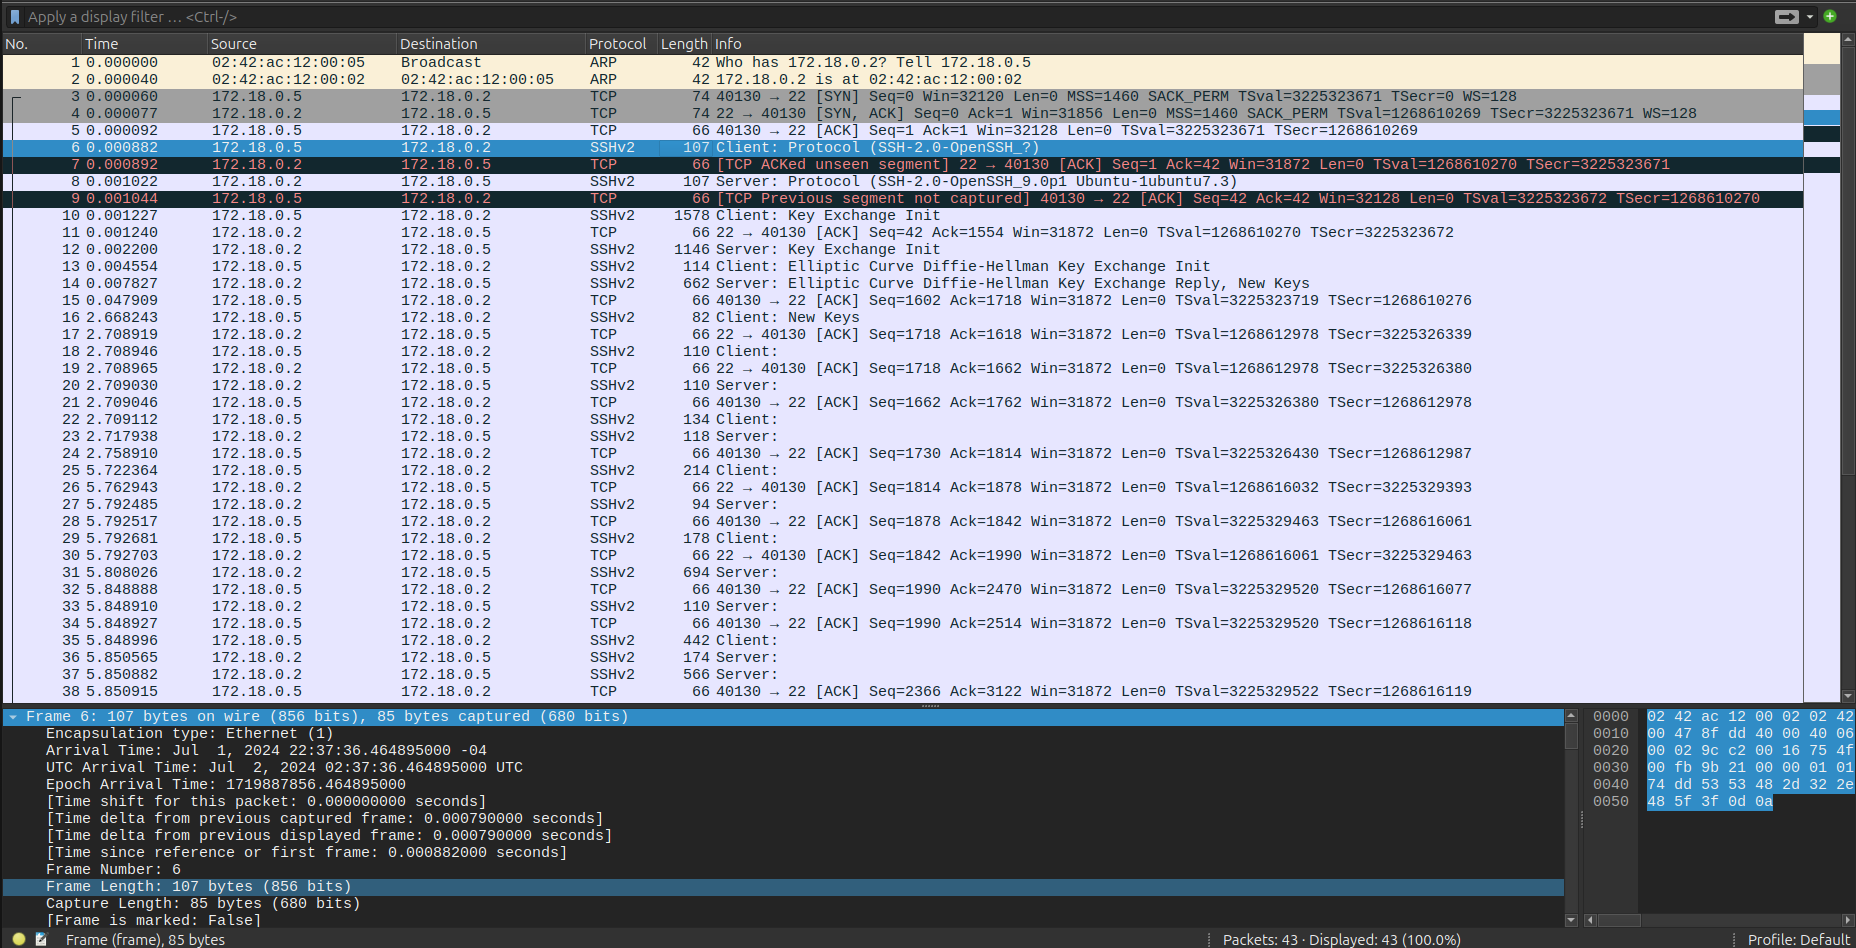 Apply a display filter … <Ctrl-/>
No. Time Source Destination Protocol Length Info
1 0.000000 02:42:ac:12:00:05 Broadcast ARP 42 Who has 172.18.0.2? Tell 172.18.0.5
2 0.000040 02:42:ac:12:00:02 02:42:ac:12:00:05 ARP 42 172.18.0.2 is at 02:42:ac:12:00:02
3 0.000060 172.18.0.5 172.18.0.2 TCP 74 40130 → 22 [SYN] Seq=0 Win=32120 Len=0 MSS=1460 SACK_PERM TSval=3225323671 TSecr=0 WS=128
4 0.000077 172.18.0.2 172.18.0.5 TCP 74 22 → 40130 [SYN, ACK] Seq=0 Ack=1 Win=31856 Len=0 MSS=1460 SACK_PERM TSval=1268610269 TSecr=3225323671 WS=128
5 0.000092 172.18.0.5 172.18.0.2 TCP 66 40130 → 22 [ACK] Seq=1 Ack=1 Win=32128 Len=0 TSval=3225323671 TSecr=1268610269
6 0.000882 172.18.0.5 172.18.0.2 SSHv2 107 Client: Protocol (SSH-2.0-OpenSSH_?)
7 0.000892 172.18.0.2 172.18.0.5 TCP 66 [TCP ACKed unseen segment] 22 → 40130 [ACK] Seq=1 Ack=42 Win=31872 Len=0 TSval=1268610270 TSecr=3225323671
8 0.001022 172.18.0.2 172.18.0.5 SSHv2 107 Server: Protocol (SSH-2.0-OpenSSH_9.0p1 Ubuntu-1ubuntu7.3)
9 0.001044 172.18.0.5 172.18.0.2 TCP 66 [TCP Previous segment not captured] 40130 → 22 [ACK] Seq=42 Ack=42 Win=32128 Len=0 TSval=3225323672 TSecr=1268610270
10 0.001227 172.18.0.5 172.18.0.2 SSHv2 1578 Client: Key Exchange Init
11 0.001240 172.18.0.2 172.18.0.5 TCP 66 22 → 40130 [ACK] Seq=42 Ack=1554 Win=31872 Len=0 TSval=1268610270 TSecr=3225323672
12 0.002200 172.18.0.2 172.18.0.5 SSHv2 1146 Server: Key Exchange Init
13 0.004554 172.18.0.5 172.18.0.2 SSHv2 114 Client: Elliptic Curve Diffie-Hellman Key Exchange Init
14 0.007827 172.18.0.2 172.18.0.5 SSHv2 662 Server: Elliptic Curve Diffie-Hellman Key Exchange Reply, New Keys
15 0.047909 172.18.0.5 172.18.0.2 TCP 66 40130 → 22 [ACK] Seq=1602 Ack=1718 Win=31872 Len=0 TSval=3225323719 TSecr=1268610276
16 2.668243 172.18.0.5 172.18.0.2 SSHv2 82 Client: New Keys
17 2.708919 172.18.0.2 172.18.0.5 TCP 66 22 → 40130 [ACK] Seq=1718 Ack=1618 Win=31872 Len=0 TSval=1268612978 TSecr=3225326339
18 2.708946 172.18.0.5 172.18.0.2 SSHv2 110 Client:
19 2.708965 172.18.0.2 172.18.0.5 TCP 66 22 → 40130 [ACK] Seq=1718 Ack=1662 Win=31872 Len=0 TSval=1268612978 TSecr=3225326380
20 2.709030 172.18.0.2 172.18.0.5 SSHv2 110 Server:
21 2.709046 172.18.0.5 172.18.0.2 TCP 66 40130 → 22 [ACK] Seq=1662 Ack=1762 Win=31872 Len=0 TSval=3225326380 TSecr=1268612978
22 2.709112 172.18.0.5 172.18.0.2 SSHv2 134 Client:
23 2.717938 172.18.0.2 172.18.0.5 SSHv2 118 Server:
24 2.758910 172.18.0.5 172.18.0.2 TCP 66 40130 → 22 [ACK] Seq=1730 Ack=1814 Win=31872 Len=0 TSval=3225326430 TSecr=1268612987
25 5.722364 172.18.0.5 172.18.0.2 SSHv2 214 Client:
26 5.762943 172.18.0.2 172.18.0.5 TCP 66 22 → 40130 [ACK] Seq=1814 Ack=1878 Win=31872 Len=0 TSval=1268616032 TSecr=3225329393
27 5.792485 172.18.0.2 172.18.0.5 SSHv2 94 Server:
28 5.792517 172.18.0.5 172.18.0.2 TCP 66 40130 → 22 [ACK] Seq=1878 Ack=1842 Win=31872 Len=0 TSval=3225329463 TSecr=1268616061
29 5.792681 172.18.0.5 172.18.0.2 SSHv2 178 Client:
30 5.792703 172.18.0.2 172.18.0.5 TCP 66 22 → 40130 [ACK] Seq=1842 Ack=1990 Win=31872 Len=0 TSval=1268616061 TSecr=3225329463
31 5.808026 172.18.0.2 172.18.0.5 SSHv2 694 Server:
32 5.848888 172.18.0.5 172.18.0.2 TCP 66 40130 → 22 [ACK] Seq=1990 Ack=2470 Win=31872 Len=0 TSval=3225329520 TSecr=1268616077
33 5.848910 172.18.0.2 172.18.0.5 SSHv2 110 Server:
34 5.848927 172.18.0.5 172.18.0.2 TCP 66 40130 → 22 [ACK] Seq=1990 Ack=2514 Win=31872 Len=0 TSval=3225329520 TSecr=1268616118
35 5.848996 172.18.0.5 172.18.0.2 SSHv2 442 Client:
36 5.850565 172.18.0.2 172.18.0.5 SSHv2 174 Server:
37 5.850882 172.18.0.2 172.18.0.5 SSHv2 566 Server:
38 5.850915 172.18.0.5 172.18.0.2 TCP 66 40130 → 22 [ACK] Seq=2366 Ack=3122 Win=31872 Len=0 TSval=3225329522 TSecr=1268616119
Frame 6: 107 bytes on wire (856 bits), 85 bytes captured (680 bits)
Encapsulation type: Ethernet (1)
Arrival Time: Jul  1, 2024 22:37:36.464895000 -04
UTC Arrival Time: Jul  2, 2024 02:37:36.464895000 UTC
Epoch Arrival Time: 1719887856.464895000
[Time shift for this packet: 0.000000000 seconds]
[Time delta from previous captured frame: 0.000790000 seconds]
[Time delta from previous displayed frame: 0.000790000 seconds]
[Time since reference or first frame: 0.000882000 seconds]
Frame Number: 6
Frame Length: 107 bytes (856 bits)
Capture Length: 85 bytes (680 bits)
[Frame is marked: False]
0000 02 42 ac 12 00 02 02 42
0010 00 47 8f dd 40 00 40 06
0020 00 02 9c c2 00 16 75 4f
0030 00 fb 9b 21 00 00 01 01
0040 74 dd 53 53 48 2d 32 2e
0050 48 5f 3f 0d 0a
Frame (frame), 85 bytes
Packets: 43 · Displayed: 43 (100.0%)
Profile: Default